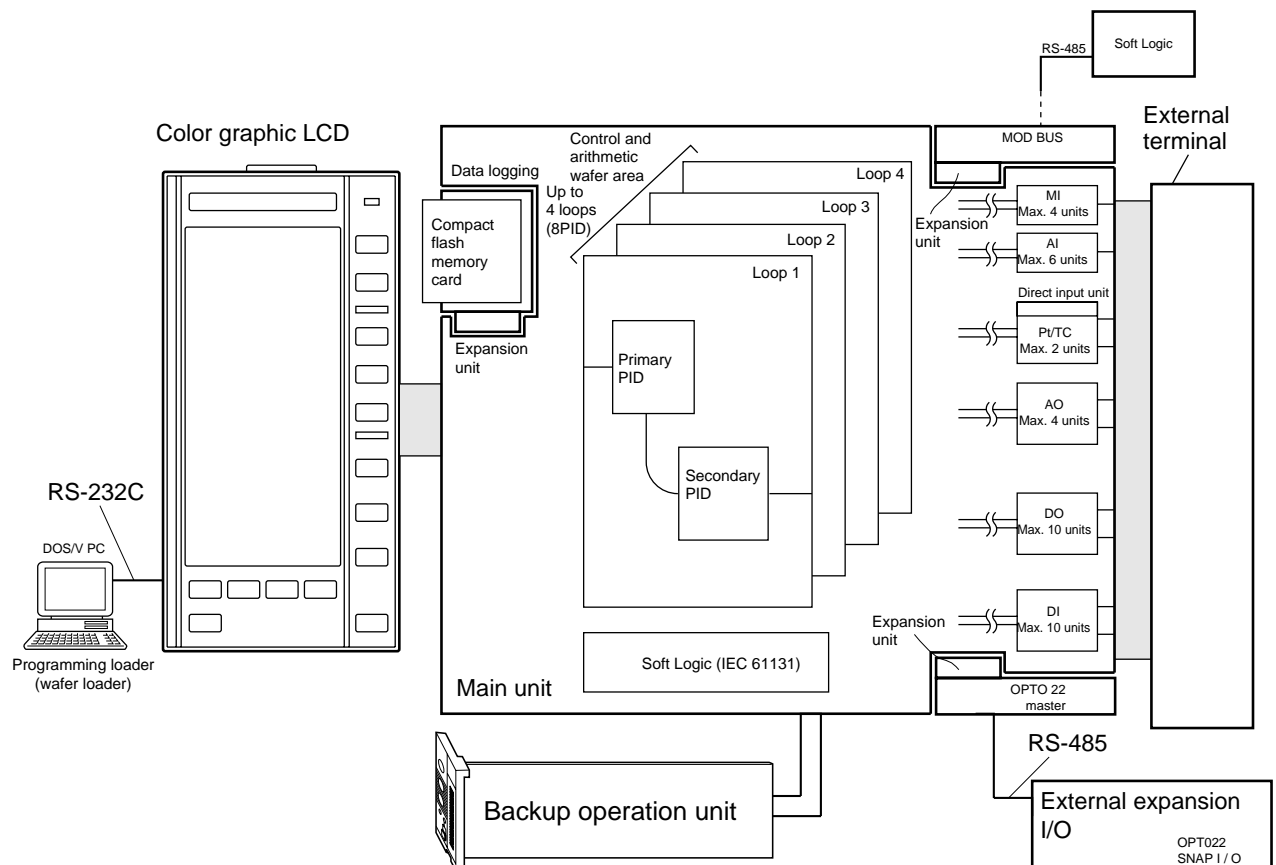 Soft Logic
RS-485
Color graphic LCD
Control and
arithmetic
wafer area
MOD BUS
External
terminal
Data logging
Up to
4 loops
(8PID)
Loop 4
Loop 3
Loop 2
Loop 1
Expansion
unit
MI
Max. 4 units
AI
Max. 6 units
Compact
flash
memory
card
Direct input unit
Pt/TC
Max. 2 units
Expansion
unit
Primary
PID
AO
Max. 4 units
Secondary
PID
RS-232C
DO
Max. 10 units
DOS/V PC
DI
Max. 10 units
Expansion
unit
Programming loader
(wafer loader)
Soft Logic (IEC 61131)
Main unit
OPTO 22
master
RS-485
Backup operation unit
External expansion
I/O
OPT022
SNAP I / O